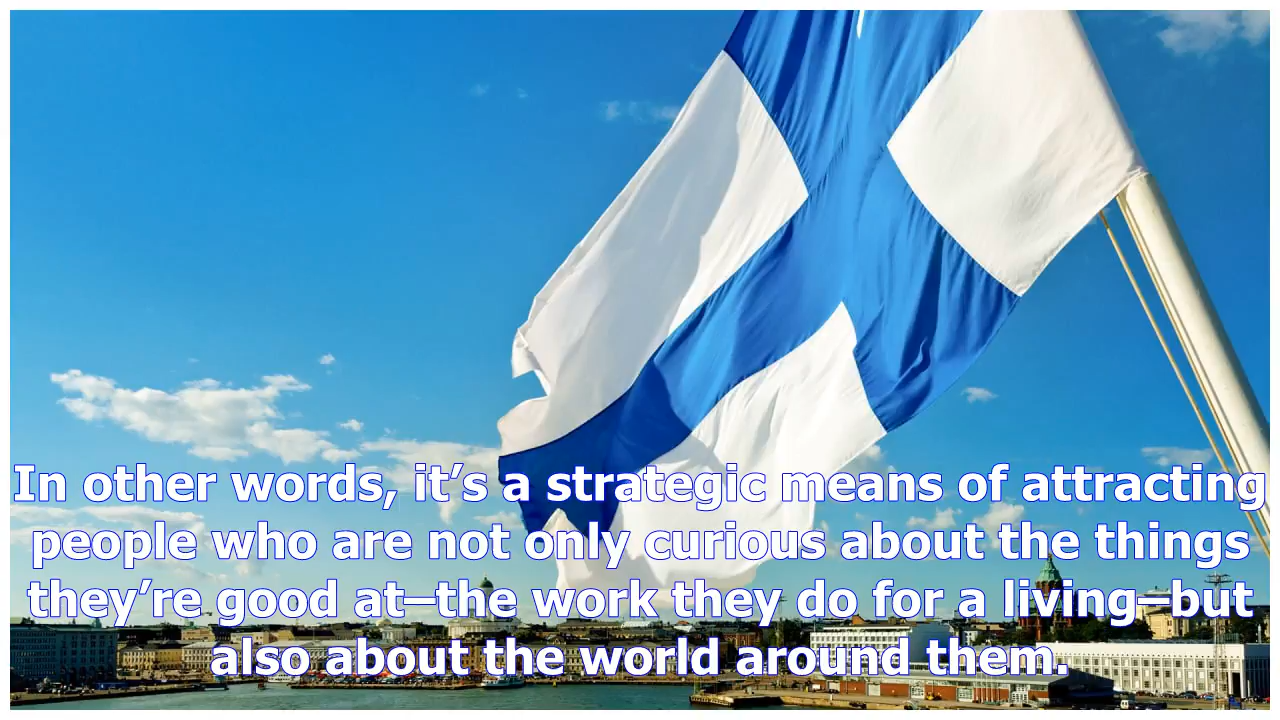 In other words, it’s a strategic means of attracting
people who are not only curious about the things
they’re good at—the work they do for a living—but
also about the world around them.